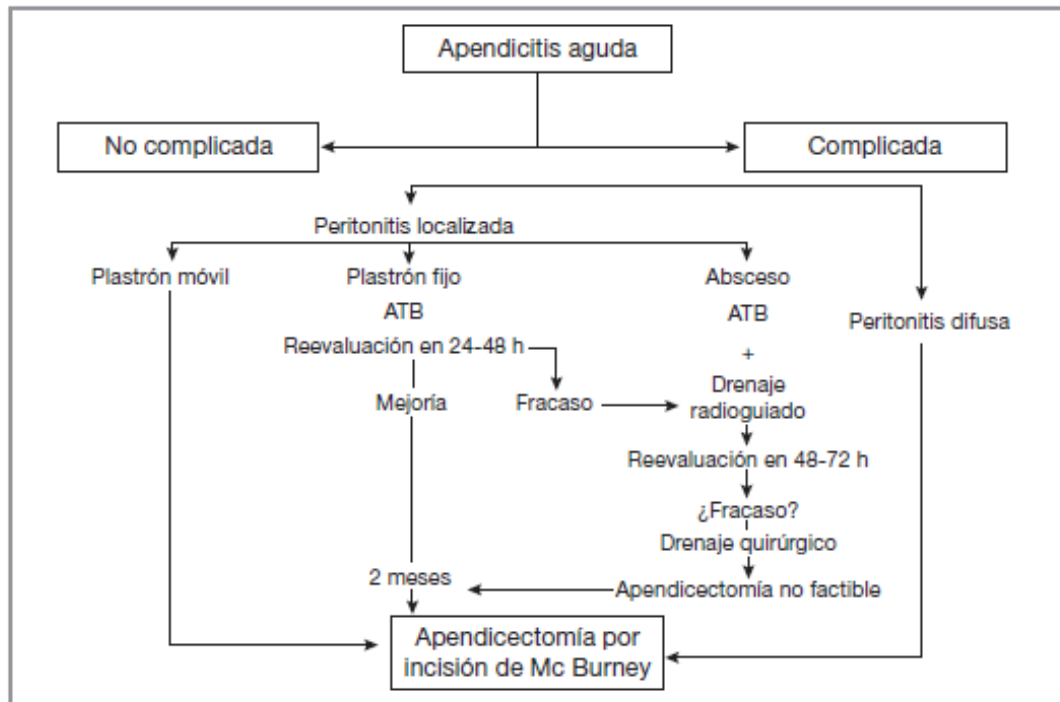 Apendicitis aguda
No complicada
Complicada
Peritonitis localizada
Plastrón móvil
Plastrón fijo
Absceso
ATB
ATB
Peritonitis difusa
Reevaluación en 24-48 h
+
Mejoría
Fracaso
Drenaje
radioguiado
Reevaluación en 48-72 h
¿Fracaso?
Drenaje quirúrgico
2 meses
Apendicectomía no factible
Apendicectomía por
incisión de Mc Burney